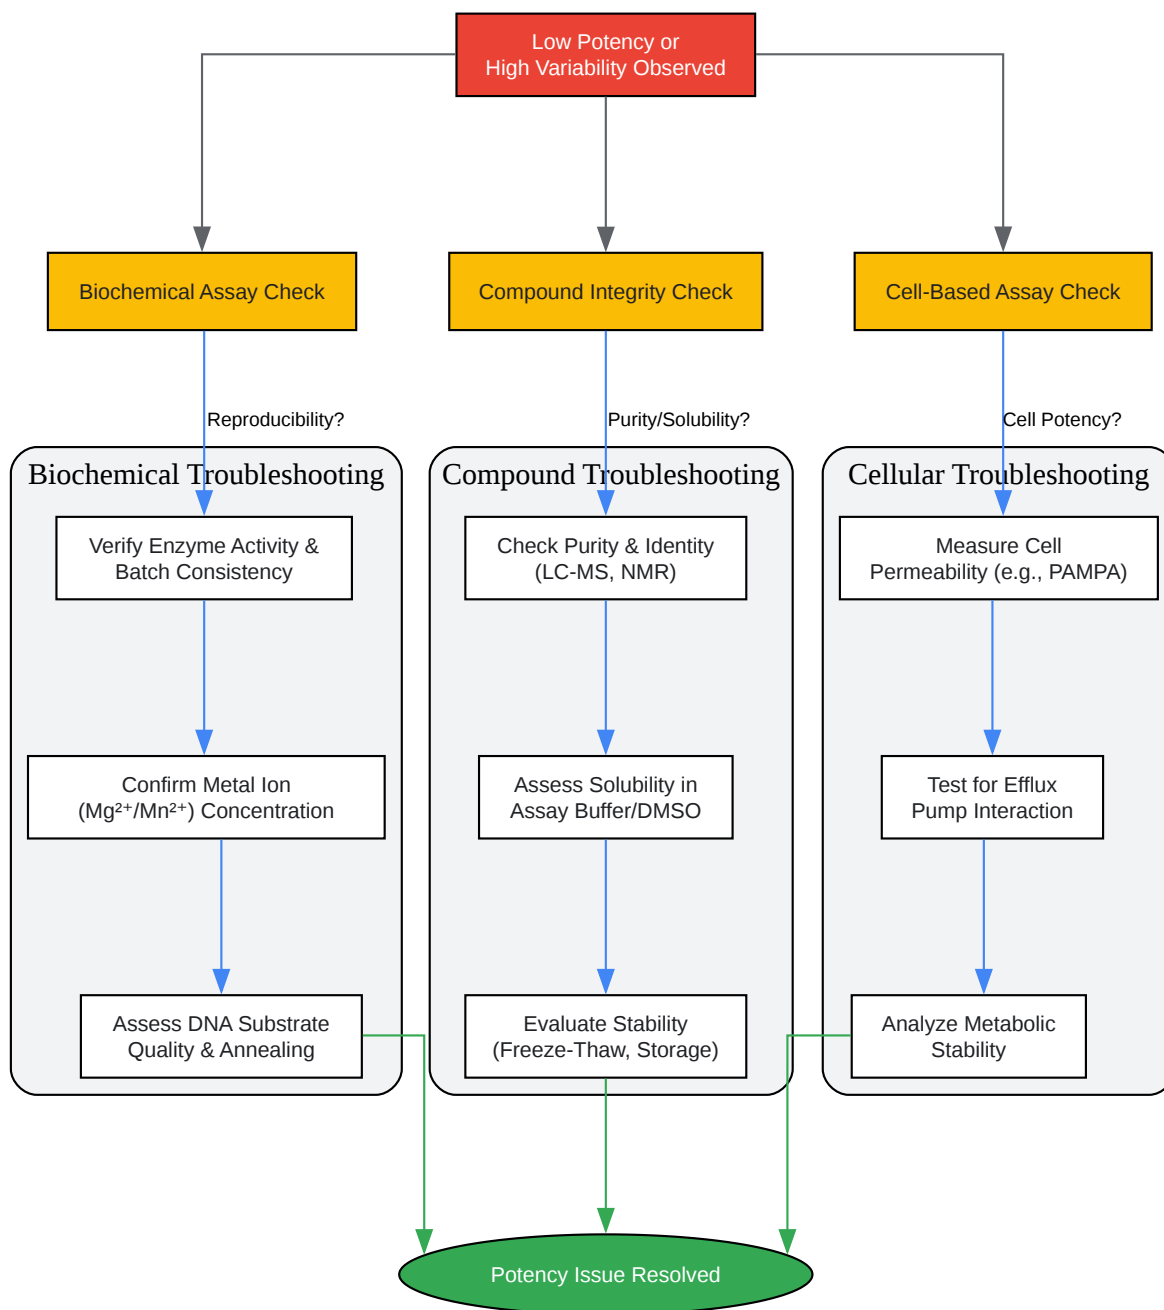 Low Potency or
High Variability Observed
Biochemical Assay Check
Compound Integrity Check
Cell-Based Assay Check
Reproducibility?
Purity/Solubility?
Cell Potency?
Biochemical Troubleshooting
Compound Troubleshooting
Cellular Troubleshooting
Verify Enzyme Activity &
Batch Consistency
Check Purity & Identity
(LC-MS, NMR)
Measure Cell
Permeability (e.g., PAMPA)
Confirm Metal Ion
(Mg²⁺/Mn²⁺) Concentration
Assess Solubility in
Assay Buffer/DMSO
Test for Efflux
Pump Interaction
Assess DNA Substrate
Quality & Annealing
Evaluate Stability
(Freeze-Thaw, Storage)
Analyze Metabolic
Stability
Potency Issue Resolved